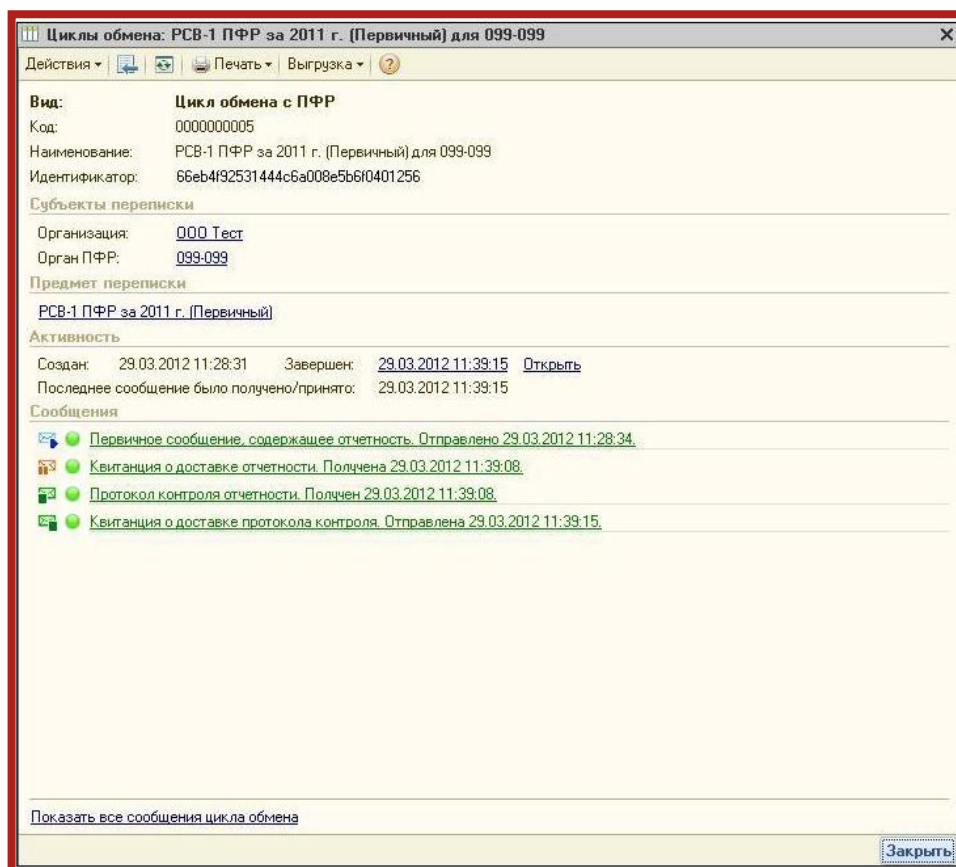 Циклы обмена: РСВ-1 ПФР за 2011 г. (Первичный) для 099-099
Действия Печать Выгрузка ?
Вид: Цикл обмена с ПФР
Код: 0000000005
Наименование: РСВ-1 ПФР за 2011 г. (Первичный) для 099-099
Идентификатор: 66eb4f92531444c6a008e5b6f0401256
Субъекты переписки
Организация: ООО Тест
Орган ПФР: 099-099
Предмет переписки
РСВ-1 ПФР за 2011 г. (Первичный)
Активность
Создан: 29.03.2012 11:28:31 Завершен: 29.03.2012 11:39:15 Открыть
Последнее сообщение было получено/принято: 29.03.2012 11:39:15
Сообщения
Первичное сообщение, содержащее отчетность. Отправлено 29.03.2012 11:28:34.
Квитанция о доставке отчетности. Получена 29.03.2012 11:39:08.
Протокол контроля отчетности. Получен 29.03.2012 11:39:08.
Квитанция о доставке протокола контроля. Отправлена 29.03.2012 11:39:15.
Показать все сообщения цикла обмена
Закрыть